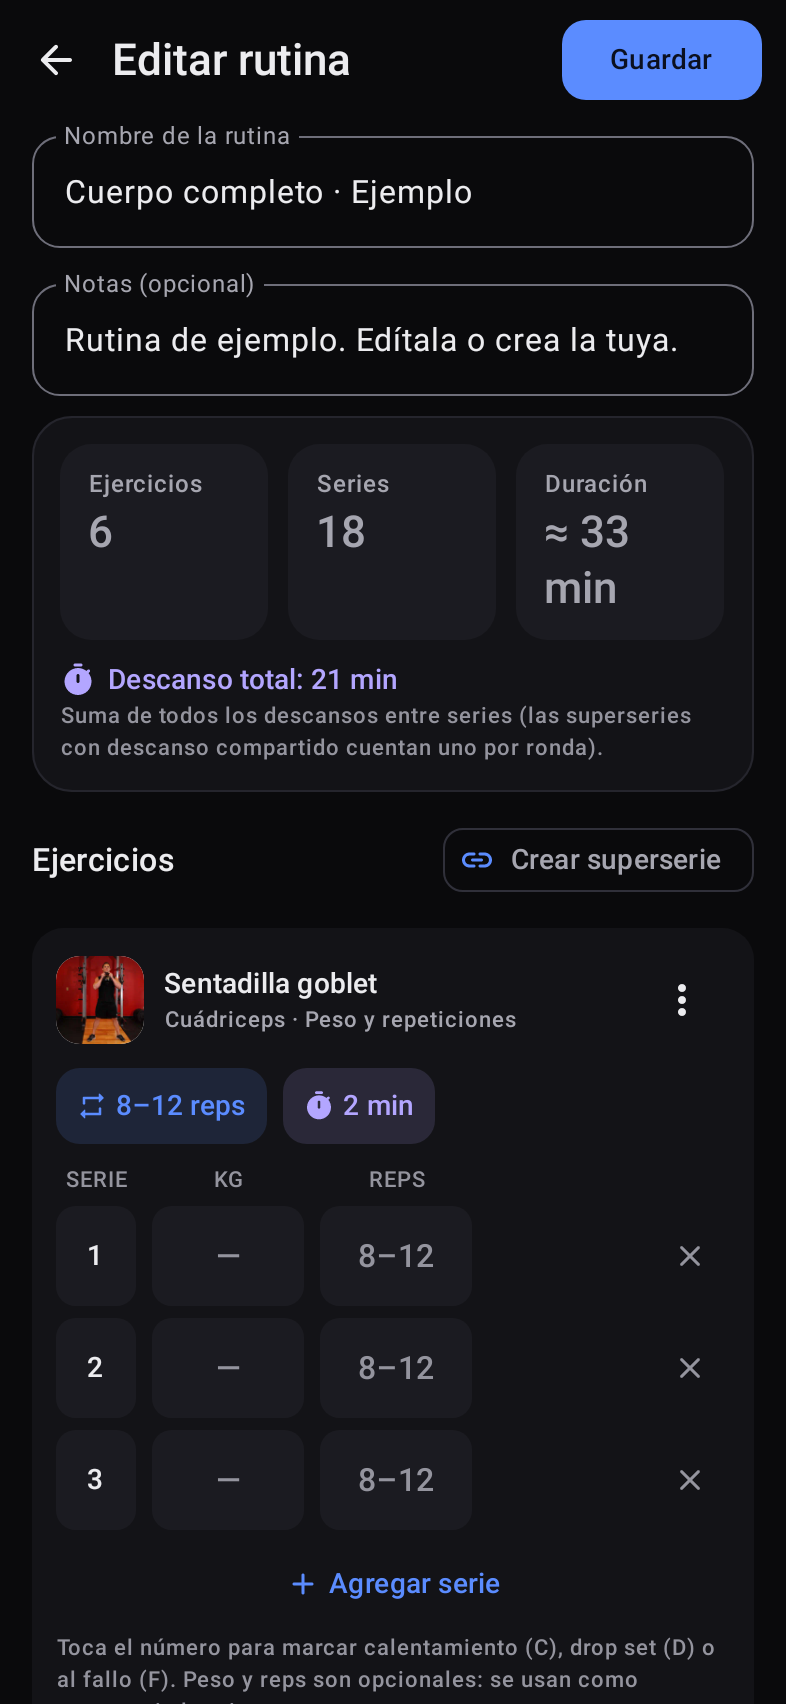 Editar rutina
Guardar
Nombre de la rutina
Cuerpo completo · Ejemplo
Notas (opcional)
Rutina de ejemplo. Edítala o crea la tuya.
Ejercicios
6
Series
18
Duración
≈ 33
min
Descanso total: 21 min
Suma de todos los descansos entre series (las superseries
con descanso compartido cuentan uno por ronda).
Ejercicios
Crear superserie
Sentadilla goblet
Cuádriceps · Peso y repeticiones
8–12 reps
2 min
SERIE KG REPS
1 — 8–12
2 — 8–12
3 — 8–12
+ Agregar serie
Toca el número para marcar calentamiento (C), drop set (D) o
al fallo (F). Peso y reps son opcionales: se usan como